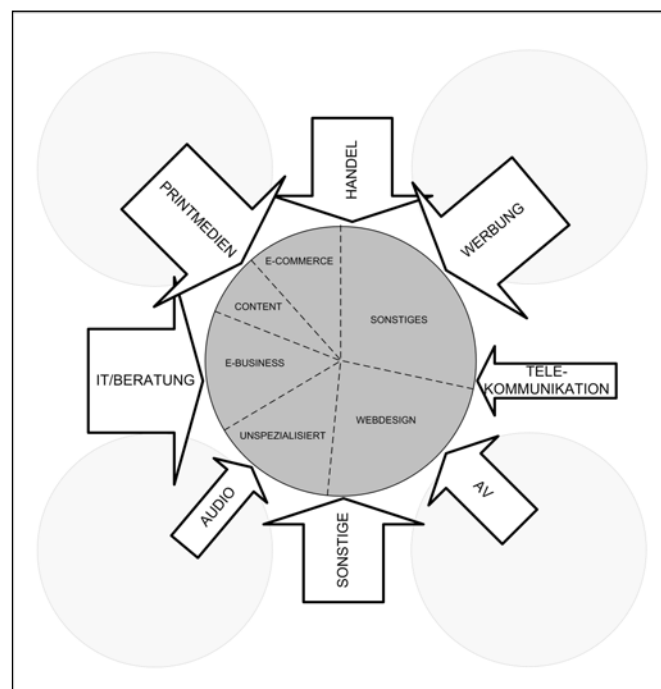 HANDEL
PRINTMEDIEN
WERBUNG
E-COMMERCE
CONTENT
SONSTIGES
IT/BERATUNG
E-BUSINESS
TELE-
KOMMUNIKATION
WEBDESIGN
UNSPEZIALISIERT
AUDIO
AV
SONSTIGE